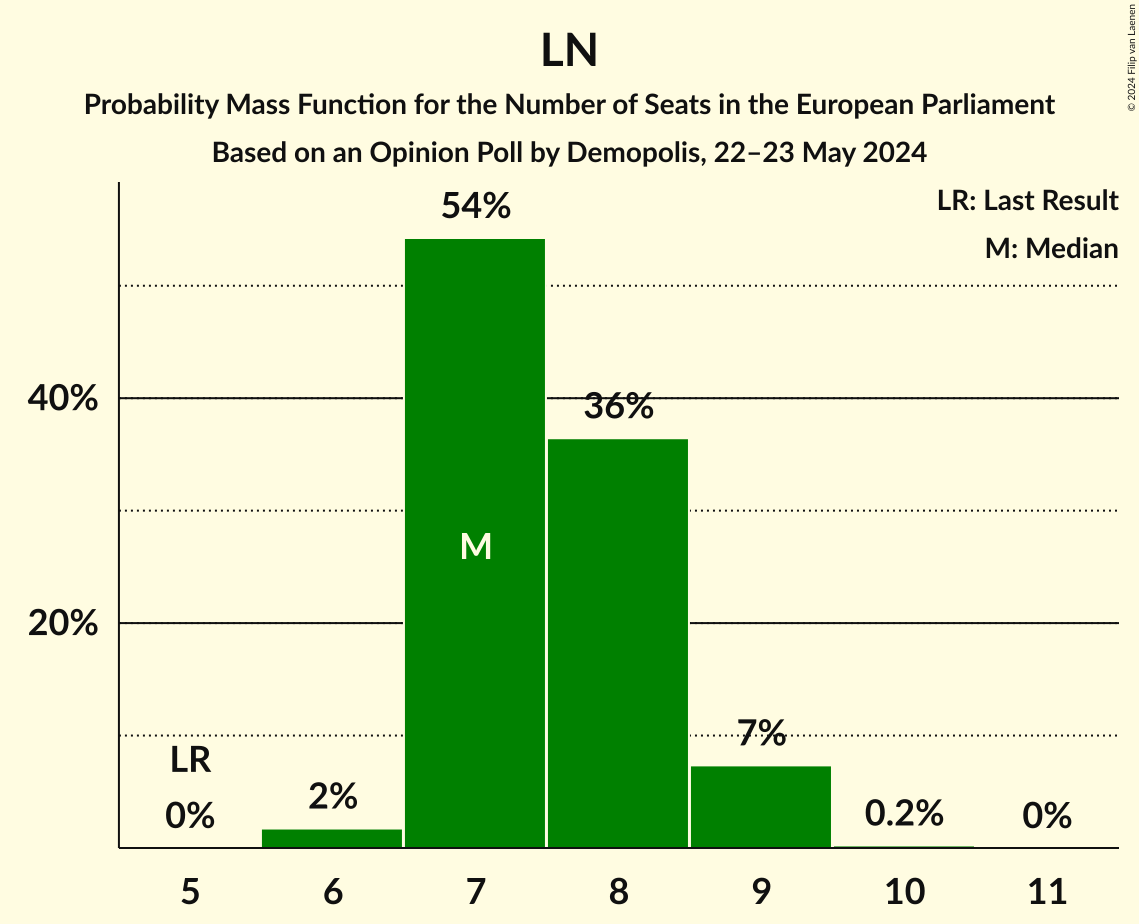 LN
Probability Mass Function for the Number of Seats in the European Parliament
Based on an Opinion Poll by Demopolis, 22–23 May 2024
© 2024 Filip van Laenen
LR: Last Result
M: Median
54%
40%
36%
M
20%
7%
LR
2%
0%
0.2%
0%
5 6 7 8 9 10 11